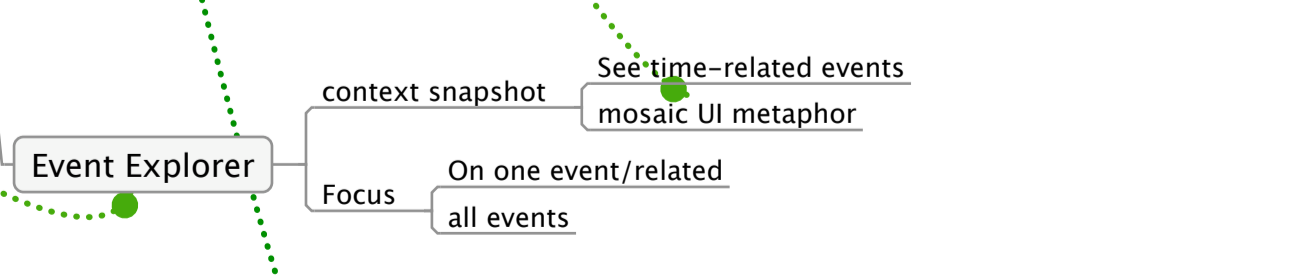 Event Explorer
context snapshot
See time-related events
mosaic UI metaphor
Focus
On one event/related
all events